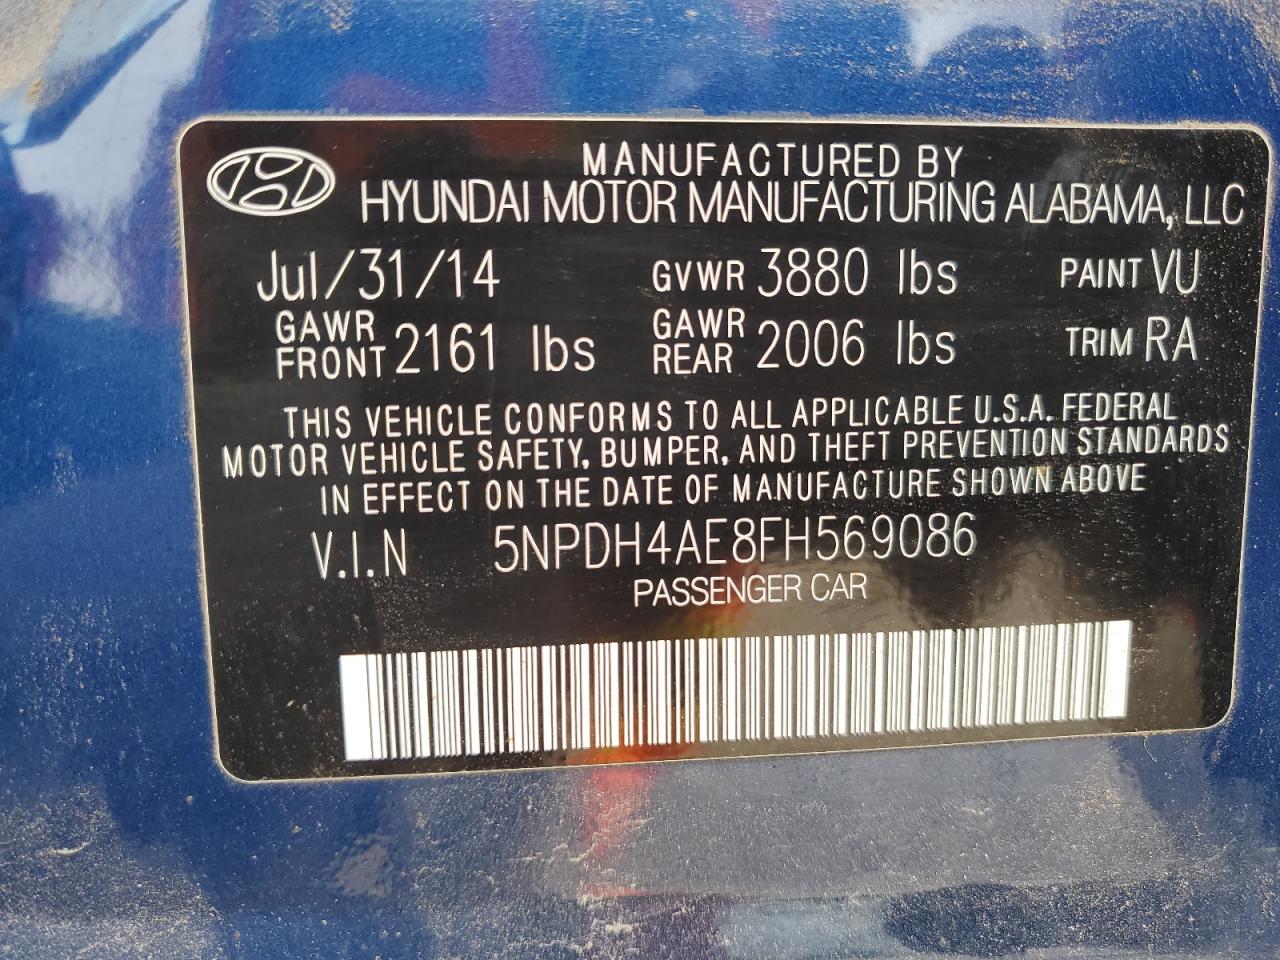 MANUFACTURED BY
HYUNDAI MOTOR MANUFACTURING ALABAMA, LLC
Jul/31/14 GVWR 3880 lbs PAINT VU
GAWR FRONT 2161 lbs GAWR REAR 2006 lbs TRIM RA
THIS VEHICLE CONFORMS TO ALL APPLICABLE U.S.A. FEDERAL
MOTOR VEHICLE SAFETY, BUMPER, AND THEFT PREVENTION STANDARDS
IN EFFECT ON THE DATE OF MANUFACTURE SHOWN ABOVE
V.I.N 5NPDH4AE8FH569086
PASSENGER CAR